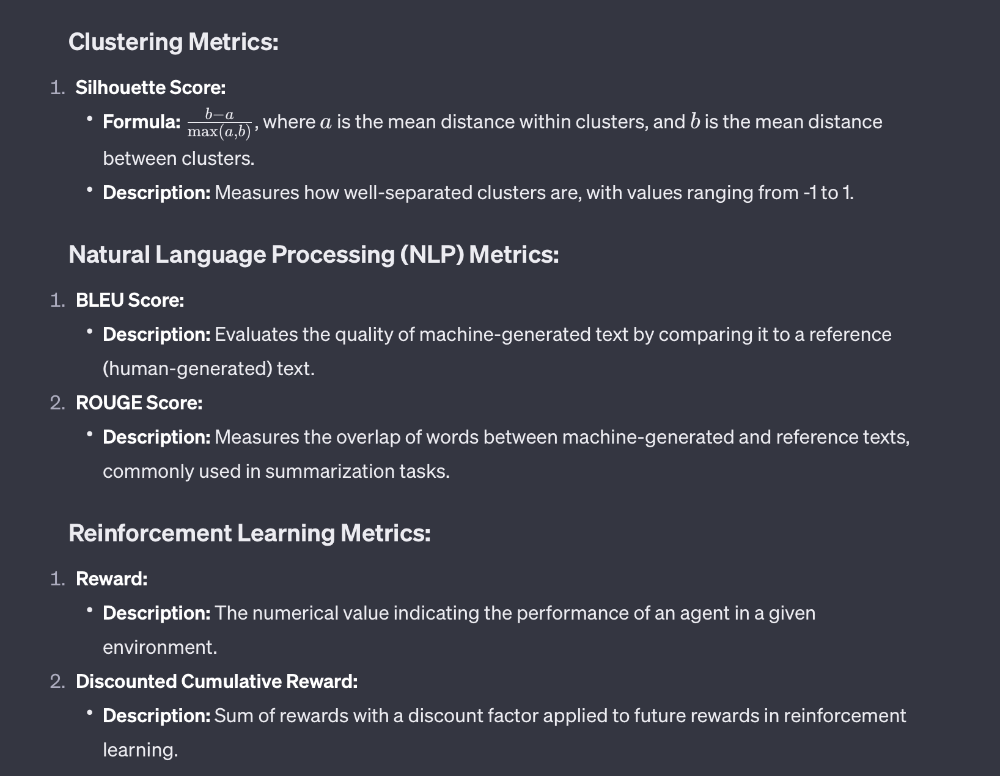 Clustering Metrics:
1. Silhouette Score:
• Formula: \frac{b-a}{\max(a,b)}, where a is the mean distance within clusters, and b is the mean distance
between clusters.
• Description: Measures how well-separated clusters are, with values ranging from -1 to 1.
Natural Language Processing (NLP) Metrics:
1. BLEU Score:
• Description: Evaluates the quality of machine-generated text by comparing it to a reference
(human-generated) text.
2. ROUGE Score:
• Description: Measures the overlap of words between machine-generated and reference texts,
commonly used in summarization tasks.
Reinforcement Learning Metrics:
1. Reward:
• Description: The numerical value indicating the performance of an agent in a given
environment.
2. Discounted Cumulative Reward:
• Description: Sum of rewards with a discount factor applied to future rewards in reinforcement
learning.